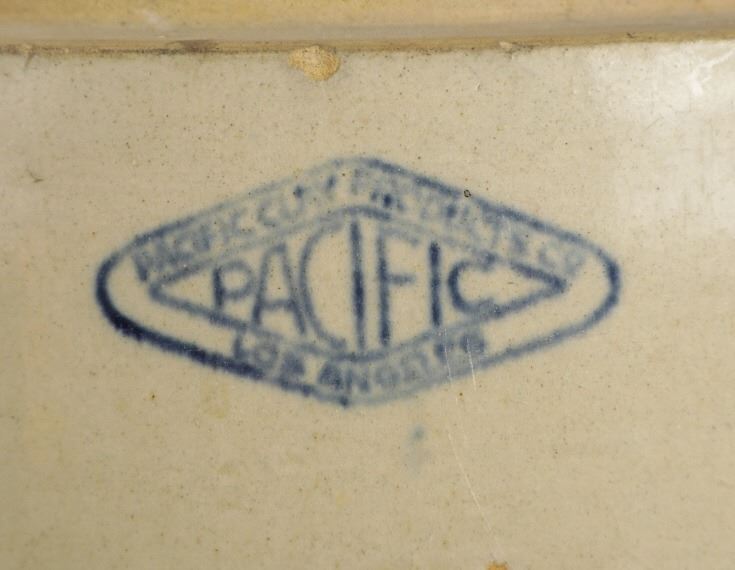 PACIFIC CLAY PRODUCTS CO
PACIFIC
LOS ANGELES